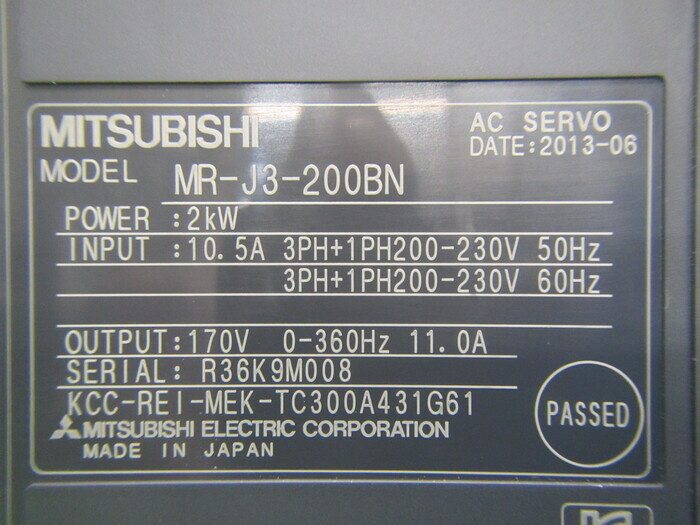 MITSUBISHI
AC SERVO
DATE:2013-06
MODEL MR-J3-200BN
POWER :2kW
INPUT :10.5A 3PH+1PH200-230V 50Hz
3PH+1PH200-230V 60Hz
OUTPUT:170V 0-360Hz 11.0A
SERIAL: R36K9M008
KCC-REI-MEK-TC300A431G61
PASSED
MITSUBISHI ELECTRIC CORPORATION
MADE IN JAPAN